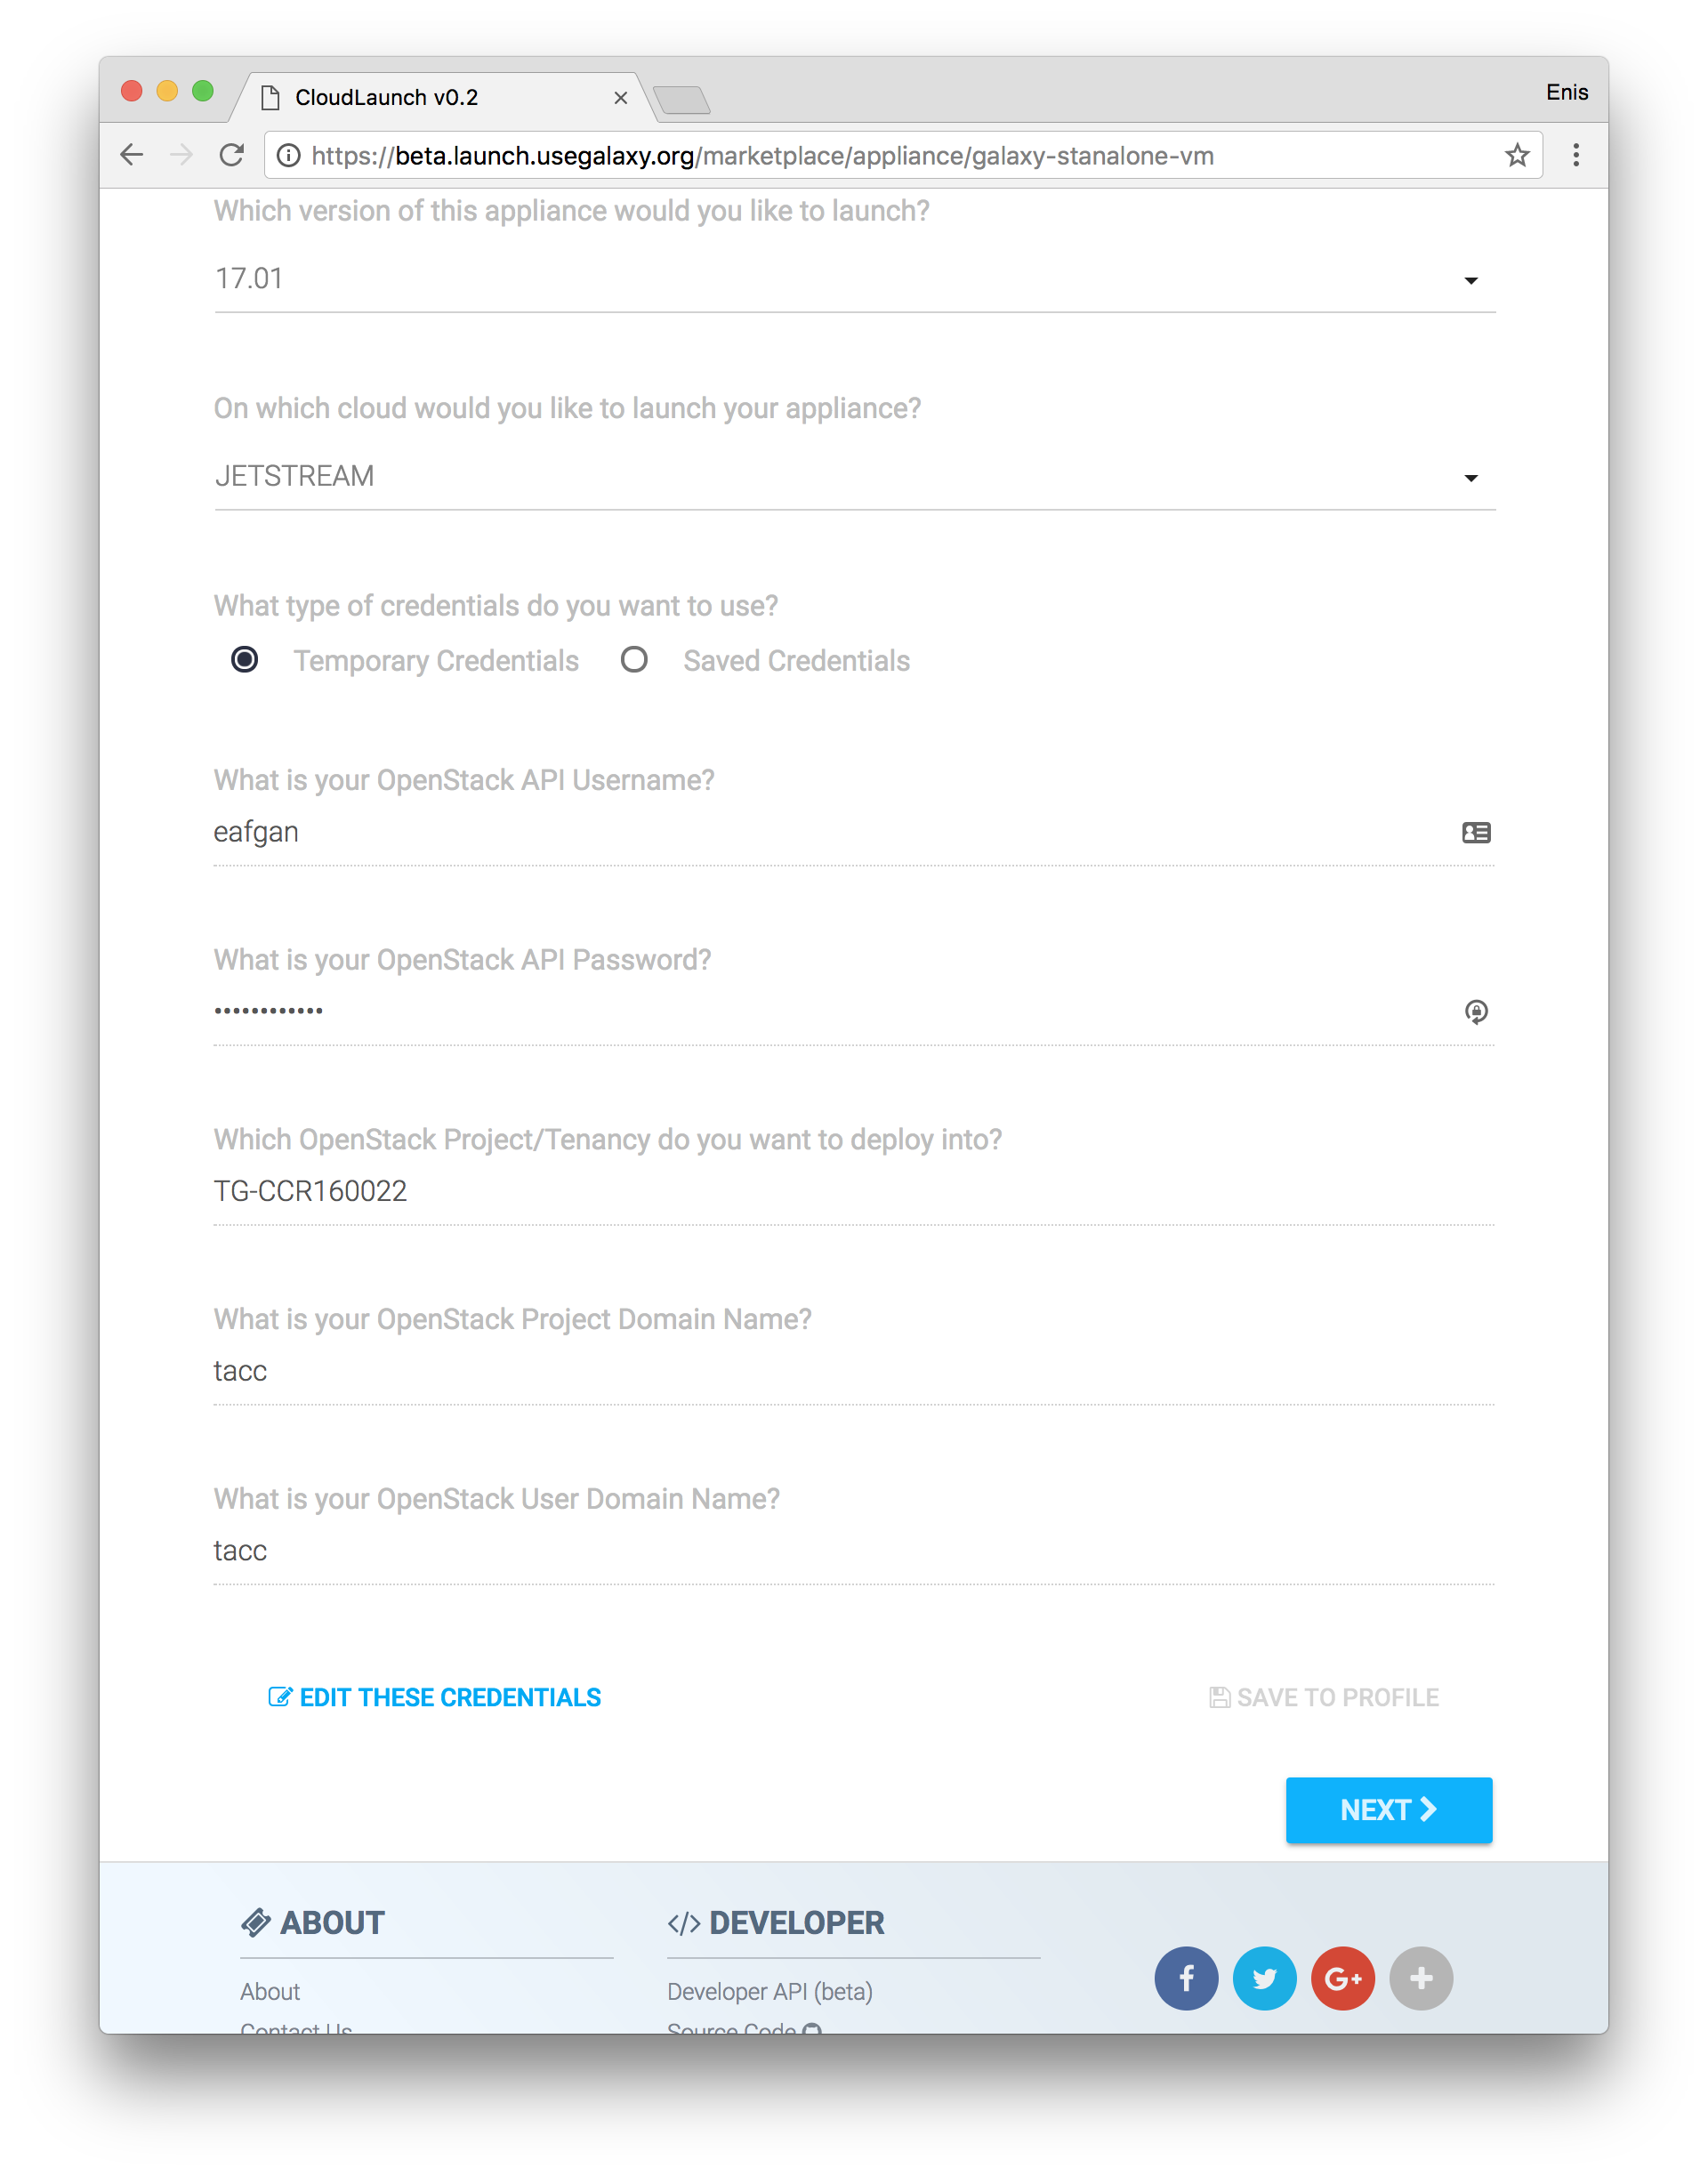 CloudLaunch v0.2
Enis
https://beta.launch.usegalaxy.org/marketplace/appliance/galaxy-stanalone-vm
Which version of this appliance would you like to launch?
17.01
On which cloud would you like to launch your appliance?
JETSTREAM
What type of credentials do you want to use?
Temporary Credentials Saved Credentials
What is your OpenStack API Username?
eafgan
What is your OpenStack API Password?
••••••••••••
Which OpenStack Project/Tenancy do you want to deploy into?
TG-CCR160022
What is your OpenStack Project Domain Name?
tacc
What is your OpenStack User Domain Name?
tacc
EDIT THESE CREDENTIALS SAVE TO PROFILE
NEXT
ABOUT </> DEVELOPER
About Developer API (beta)
Contact Us Source Code